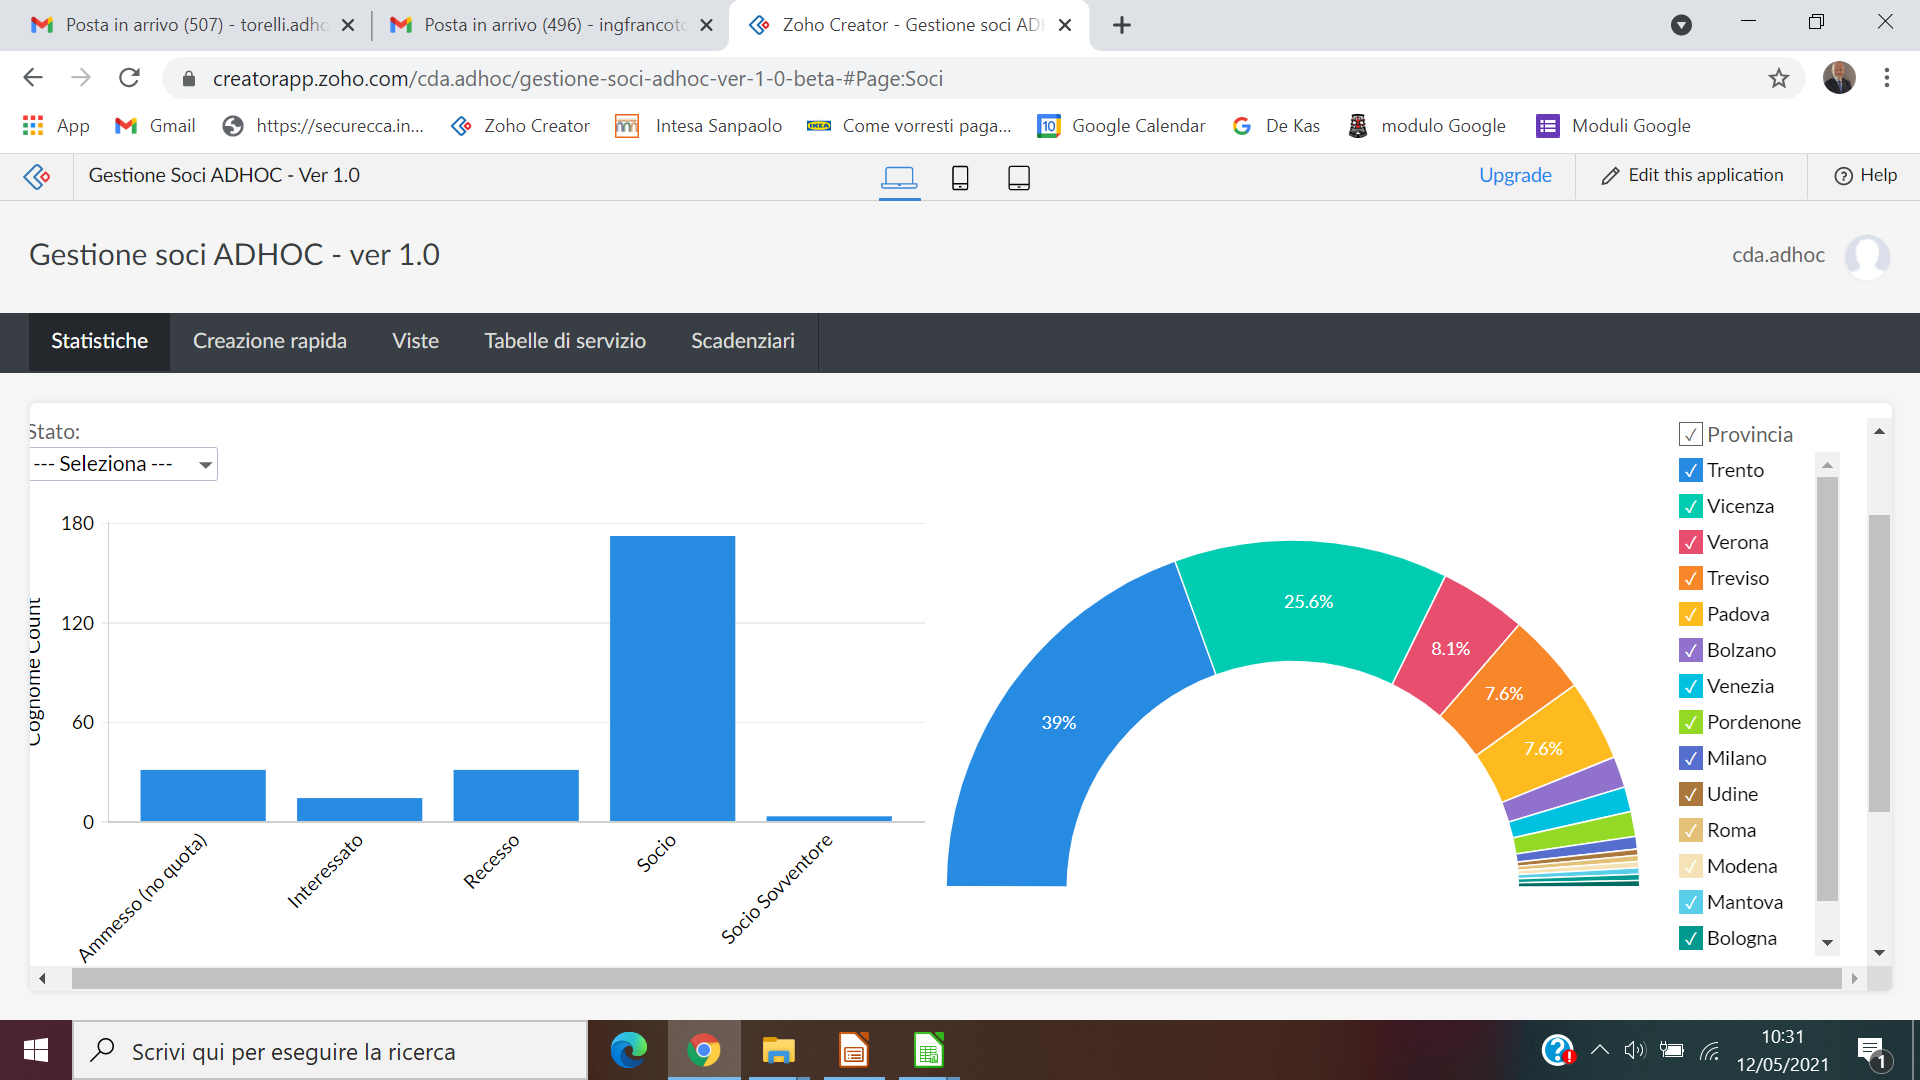 Posta in arrivo (507) - torelli.adho
Posta in arrivo (496) - ingfrancoto
Zoho Creator - Gestione soci AD
creatorapp.zoho.com/cda.adhoc/gestione-soci-adhoc-ver-1-0-beta-#Page:Soci
App
Gmail
https://securecca.in...
Zoho Creator
Intesa Sanpaolo
IKEA
Come vorresti paga...
10
Google Calendar
De Kas
modulo Google
Moduli Google
Gestione Soci ADHOC - Ver 1.0
Upgrade
Edit this application
Help
Gestione soci ADHOC - ver 1.0
cda.adhoc
Statistiche
Creazione rapida
Viste
Tabelle di servizio
Scadenziari
Stato:
--- Seleziona ---
Cognome Count
180
120
60
0
Ammesso (no quota)
Interessato
Recesso
Socio
Socio Sovventore
39%
25.6%
8.1%
7.6%
7.6%
Provincia
Trento
Vicenza
Verona
Treviso
Padova
Bolzano
Venezia
Pordenone
Milano
Udine
Roma
Modena
Mantova
Bologna
Scrivi qui per eseguire la ricerca
10:31
12/05/2021
1